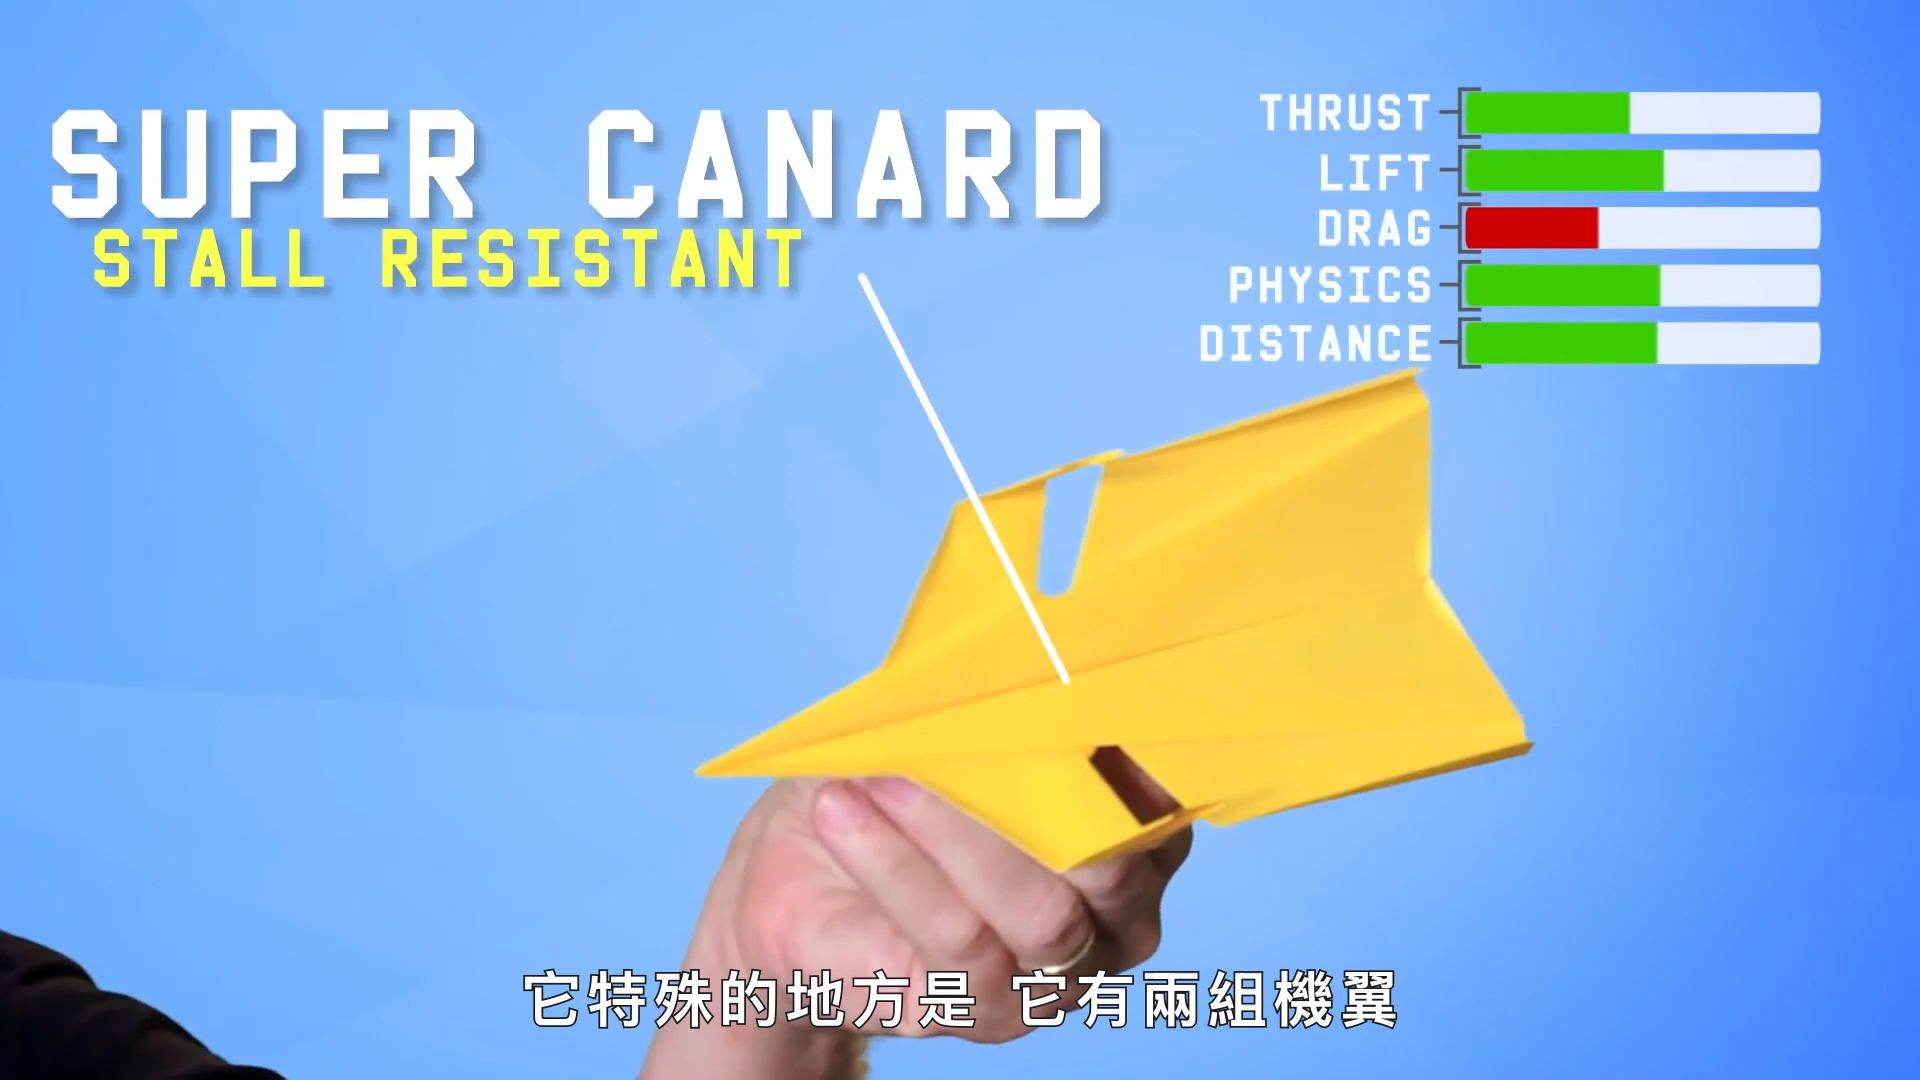 SUPER CANARD
STALL RESISTANT
THRUST
LIFT
DRAG
PHYSICS
DISTANCE
它特殊的地方是 它有兩組機翼